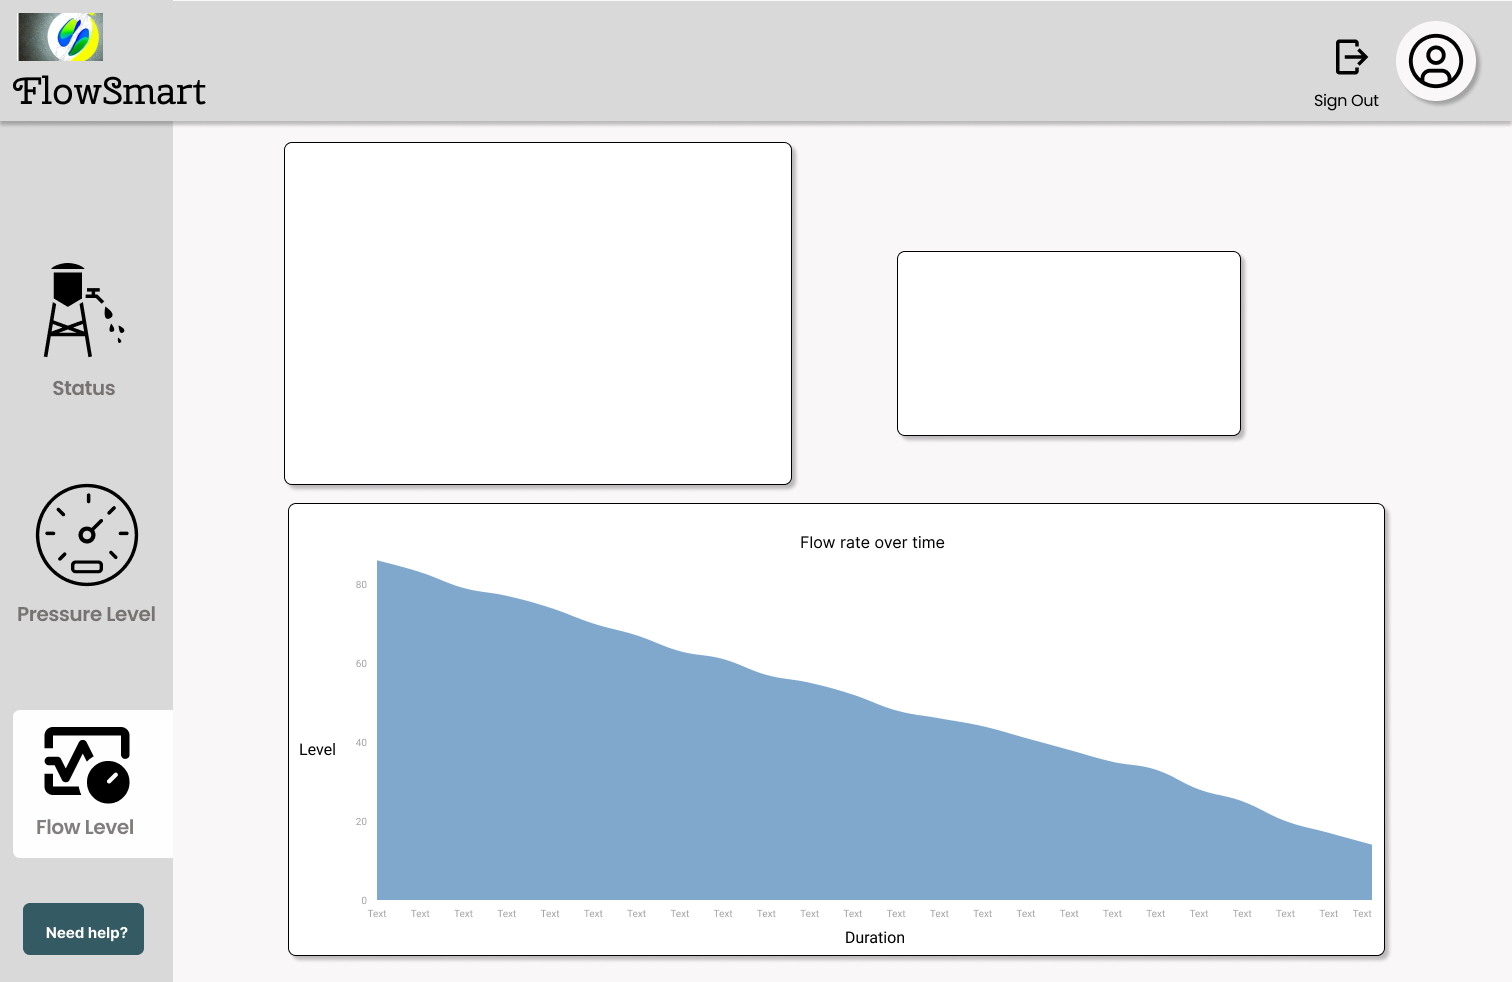 FlowSmart
Sign Out
Status
Pressure Level
Flow Level
Need help?
Flow rate over time
80
60
Level
40
20
0
Text Text Text Text Text Text Text Text Text Text Text Text Text Text Text Text Text Text Text Text Text Text Text Text
Duration